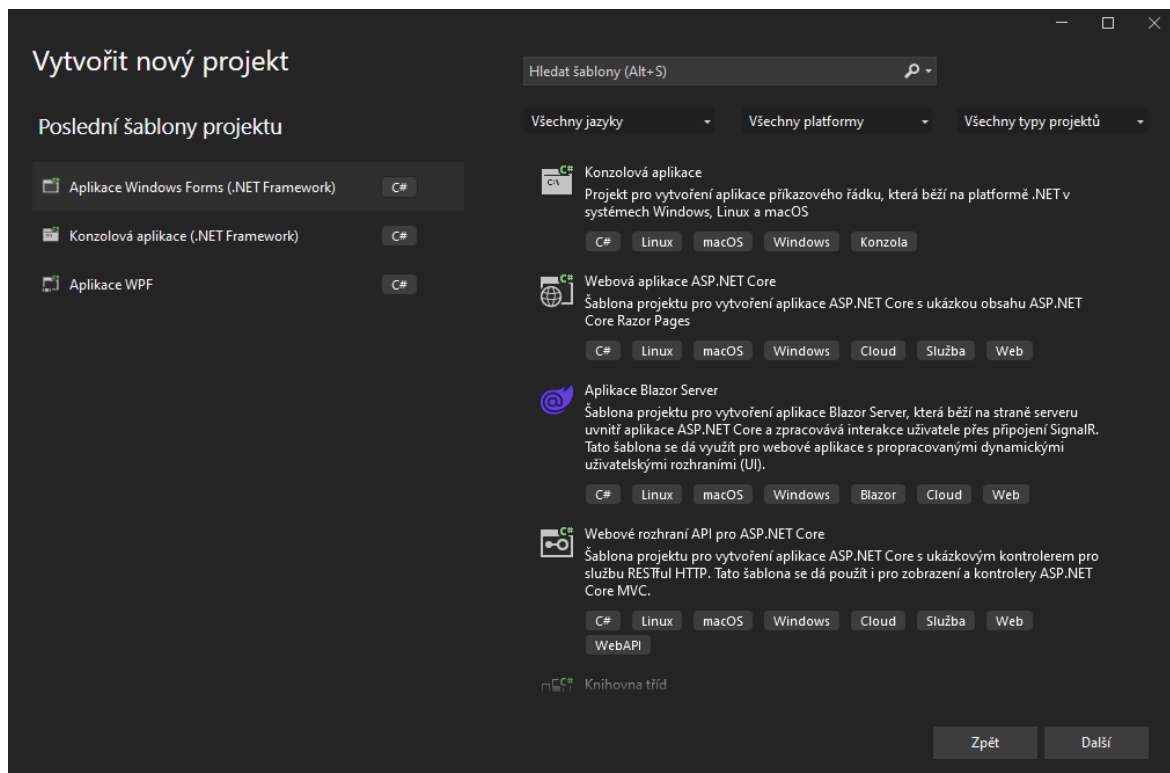 Vytvořit nový projekt
Hledat šablony (Alt+S)
Poslední šablony projektu
Všechny jazyky
Všechny platformy
Všechny typy projektů
Aplikace Windows Forms (.NET Framework)
C#
Konzolová aplikace (.NET Framework)
C#
Aplikace WPF
C#
Konzolová aplikace
Projekt pro vytvoření aplikace příkazového řádku, která běží na platformě .NET v
systémech Windows, Linux a macOS
C# Linux macOS Windows Konzola
Webová aplikace ASP.NET Core
Šablona projektu pro vytvoření aplikace ASP.NET Core s ukázkou obsahu ASP.NET
Core Razor Pages
C# Linux macOS Windows Cloud Služba Web
Aplikace Blazor Server
Šablona projektu pro vytvoření aplikace Blazor Server, která běží na straně serveru
uvnitř aplikace ASP.NET Core a zpracovává interakce uživatele přes připojení SignalR.
Tato šablona se dá využít pro webové aplikace s propracovanými dynamickými
uživatelskými rozhraními (UI).
C# Linux macOS Windows Blazor Cloud Web
Webové rozhraní API pro ASP.NET Core
Šablona projektu pro vytvoření aplikace ASP.NET Core s ukázkovým kontrolerem pro
službu RESTful HTTP. Tato šablona se dá použít i pro zobrazení a kontrolery ASP.NET
Core MVC.
C# Linux macOS Windows Cloud Služba Web
WebAPI
Knihovna tříd
Zpět
Další